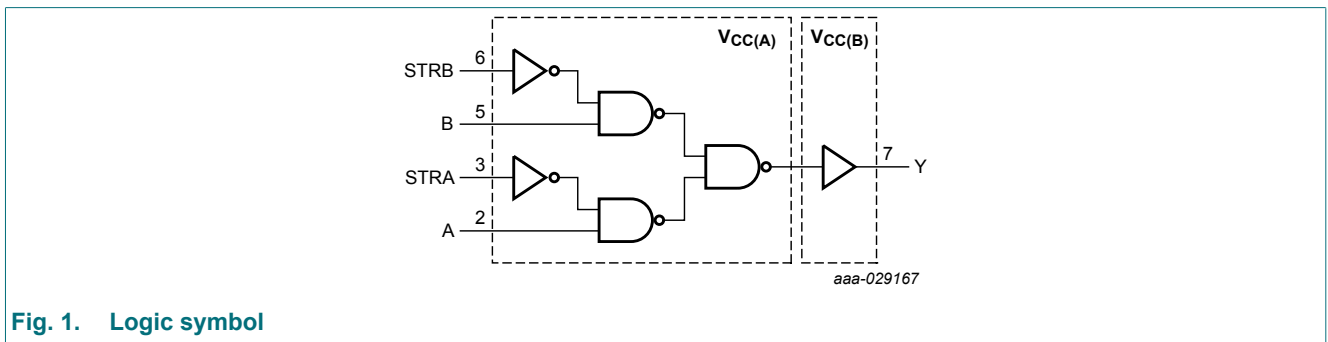 VCC(A) VCC(B)
STRB 6
B 5
STRA 3
A 2
7 Y
aaa-029167
Fig. 1. Logic symbol